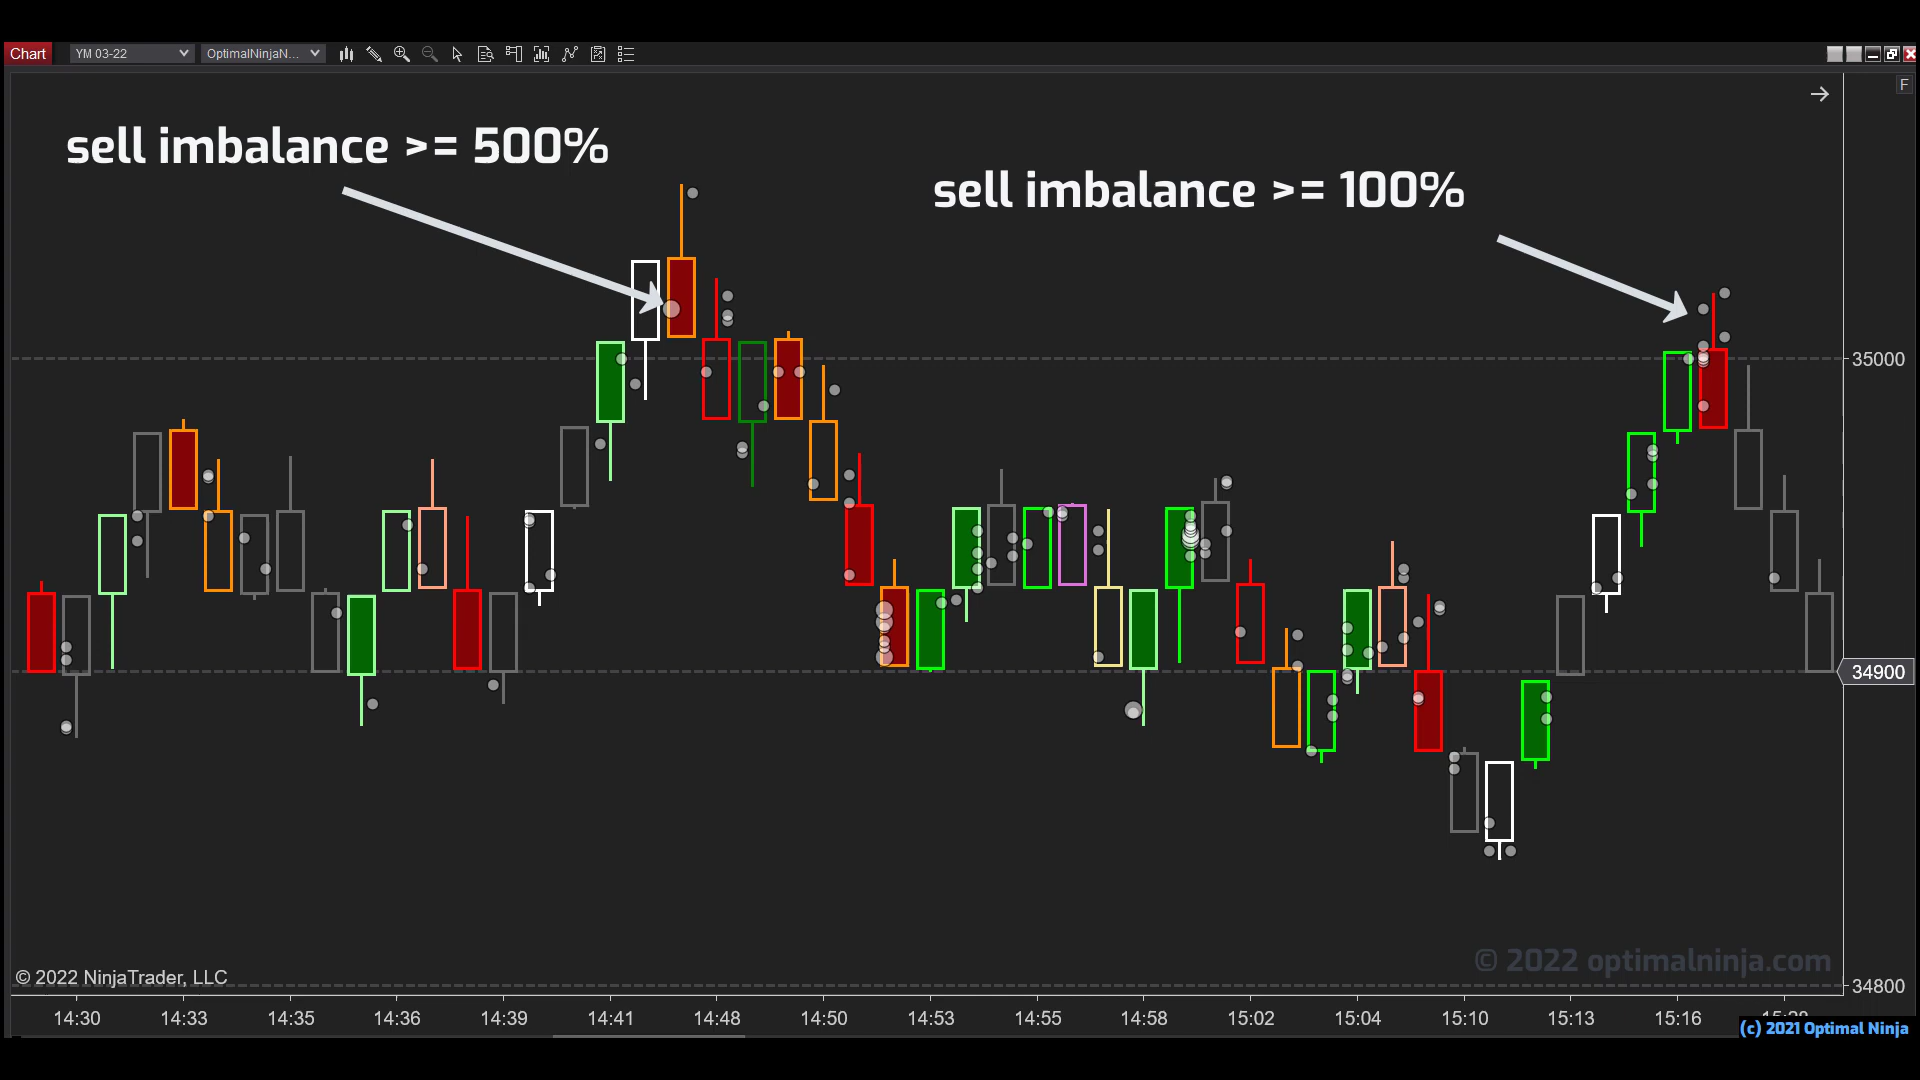 Chart YM 03-22 OptimalNinjaN...
F
sell imbalance >= 500%
sell imbalance >= 100%
35000
34900
© 2022 optimalninja.com
© 2022 NinjaTrader, LLC
34800
14:30 14:33 14:35 14:36 14:39 14:41 14:48 14:50 14:53 14:55 14:58 15:02 15:04 15:10 15:13 15:16
(c) 2021 Optimal Ninja